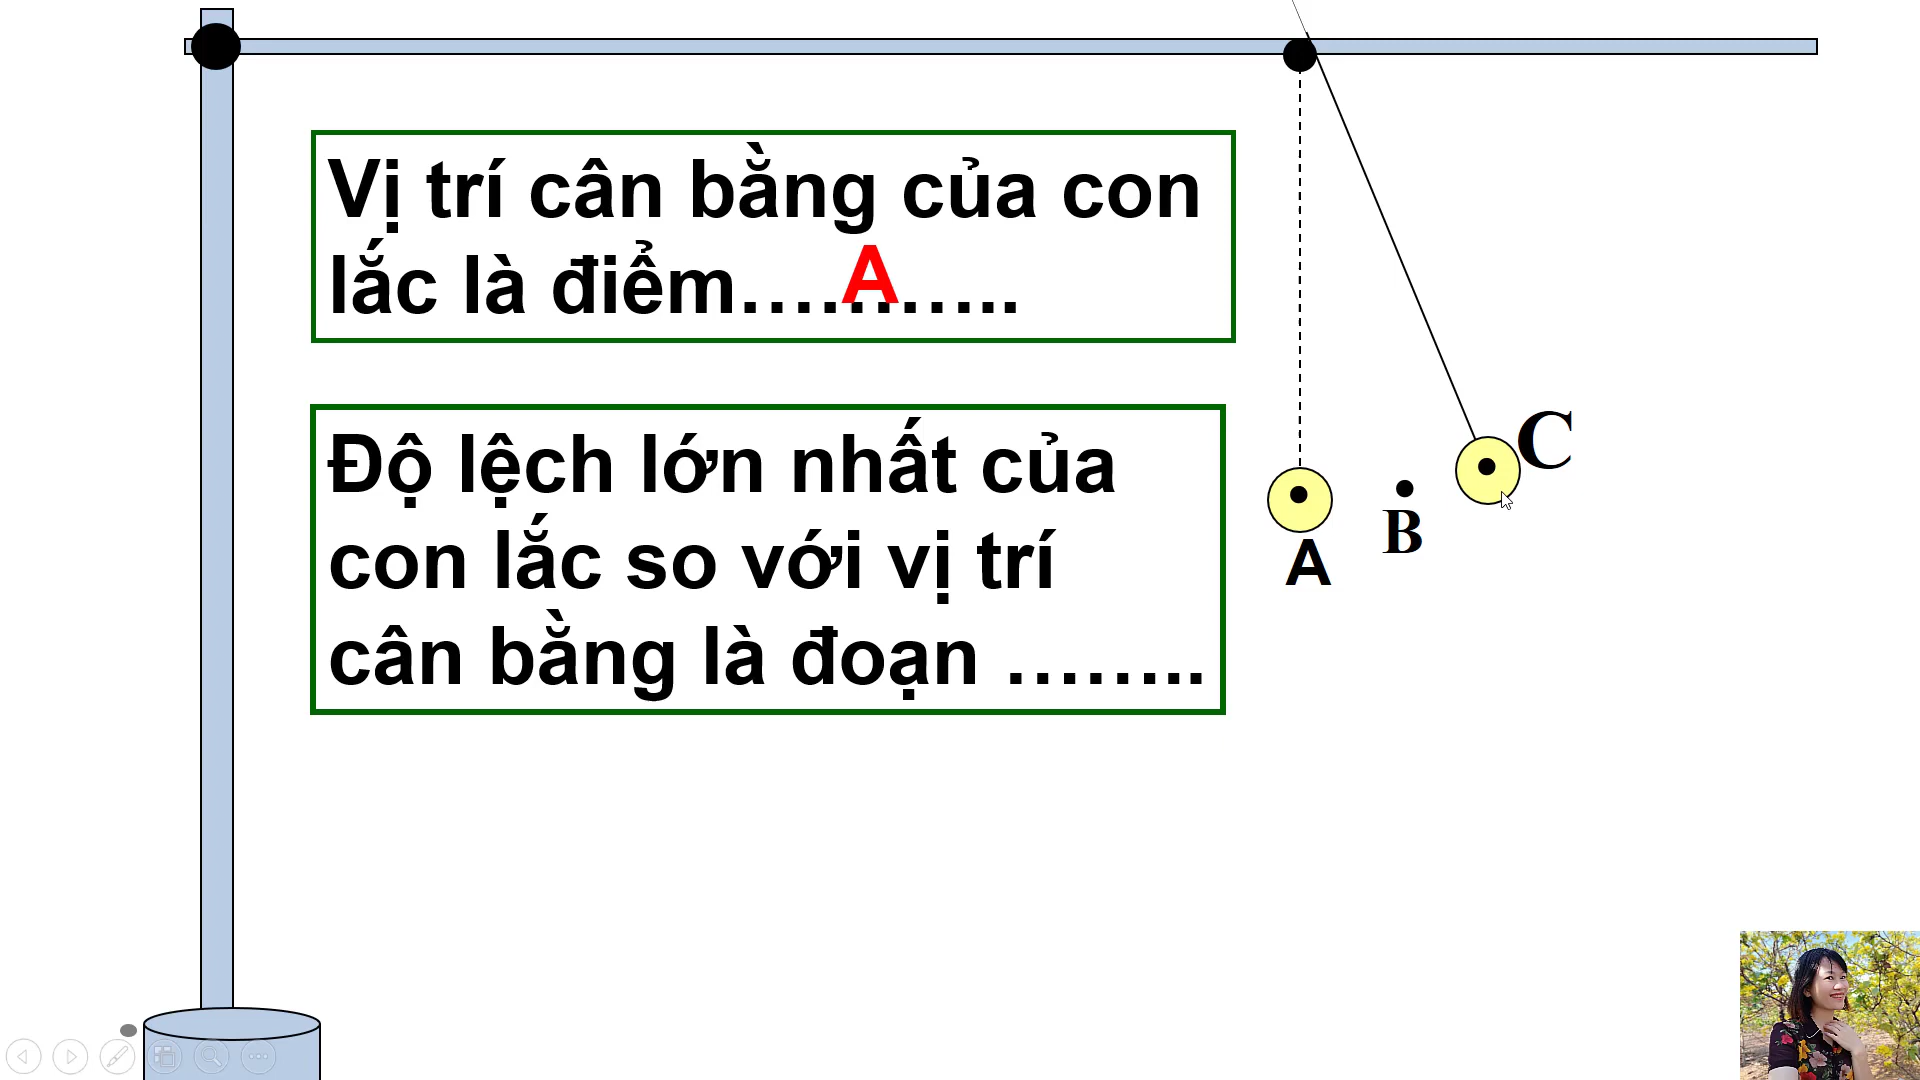 Vị trí cân bằng của con
lắc là điểm….A…….
Độ lệch lớn nhất của
con lắc so với vị trí
cân bằng là đoạn ……..
C
B
A